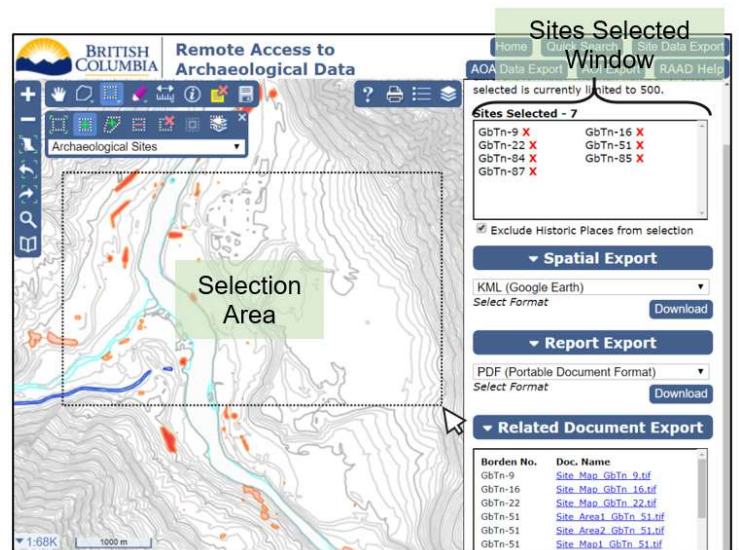 Sites Selected
Window
BRITISH
COLUMBIA
Remote Access to
Archaeological Data
Home
Quick Search
Site Data Export
AOA Data Export
RAAD Help
selected is currently limited to 500.
Sites Selected - 7
GbTn-9 X GbTn-16 X
GbTn-22 X GbTn-51 X
GbTn-84 X GbTn-85 X
GbTn-87 X
Exclude Historic Places from selection
Archaeological Sites
Selection
Area
Spatial Export
KML (Google Earth)
Select Format
Download
Report Export
PDF (Portable Document Format)
Select Format
Download
Related Document Export
Borden No. Doc. Name
GbTn-9 Site_Map_GbTn_9.tif
GbTn-16 Site_Map_GbTn_16.tif
GbTn-22 Site_Map_GbTn_22.tif
GbTn-51 Site_Area1_GbTn_51.tif
GbTn-51 Site_Area2_GbTn_51.tif
GbTn-51 Site_Map1_GbTn_51.tif
1:68K
1000 m